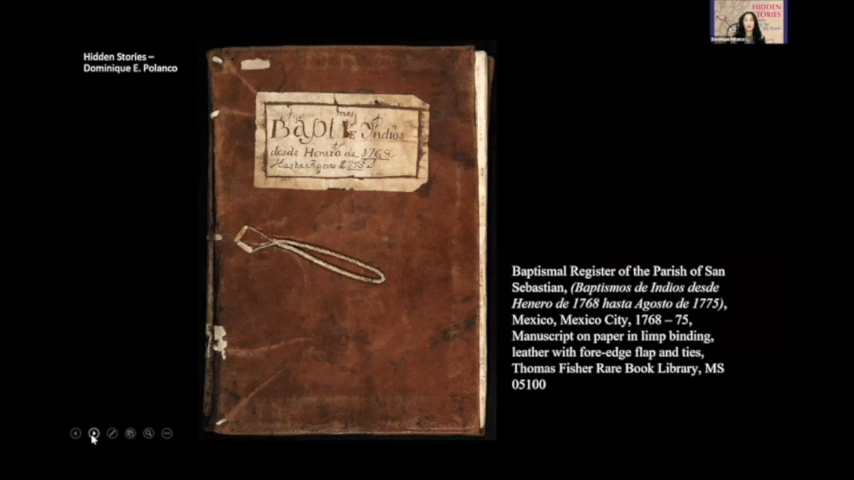 Hidden Stories –
Dominique E. Polanco
HIDDEN
STORIES
Bapt mos E Indios
desde Henero de 1768
Baptismal Register of the Parish of San
Sebastian, (Baptismos de Indios desde
Henero de 1768 hasta Agosto de 1775),
Mexico, Mexico City, 1768 – 75,
Manuscript on paper in limp binding,
leather with fore-edge flap and ties,
Thomas Fisher Rare Book Library, MS
05100